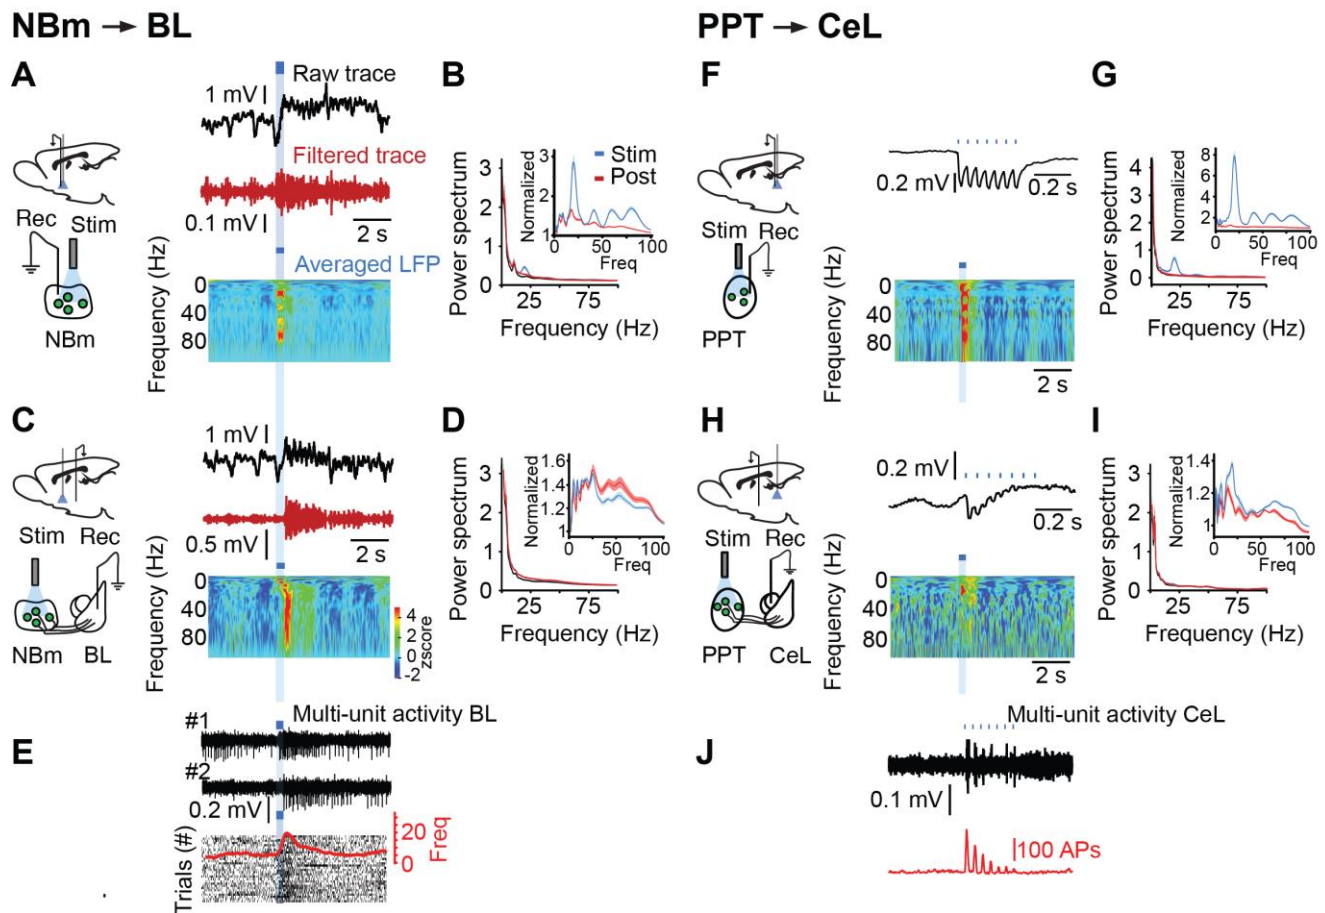 NBm → BL
PPT → CeL
A
Raw trace
1 mV
Filtered trace
0.1 mV
2 s
Averaged LFP
Rec
Stim
NBm
Frequency (Hz)
0
40
80
B
Power spectrum
3
2
1
0
25
75
Frequency (Hz)
Normalized
3
2
1
0
50
100
Freq
Stim
Post
F
0.2 mV
0.2 s
Stim
Rec
PPT
Frequency (Hz)
0
40
80
2 s
G
Power spectrum
4
3
2
1
0
25
75
Frequency (Hz)
Normalized
8
6
4
2
0
50
100
Freq
C
1 mV
0.5 mV
2 s
Stim
Rec
NBm
BL
Frequency (Hz)
0
40
80
4
2
0
-2
zscore
D
Power spectrum
3
2
1
0
25
75
Frequency (Hz)
Normalized
1.6
1.4
1.2
1
0
50
100
Freq
H
0.2 mV
0.2 s
Stim
Rec
PPT
CeL
Frequency (Hz)
0
40
80
2 s
I
Power spectrum
3
2
1
0
25
75
Frequency (Hz)
Normalized
1.4
1.2
1
0
50
100
Freq
E
Multi-unit activity BL
#1
#2
0.2 mV
Trials (#)
20
0
Freq
J
Multi-unit activity CeL
0.1 mV
100 APs